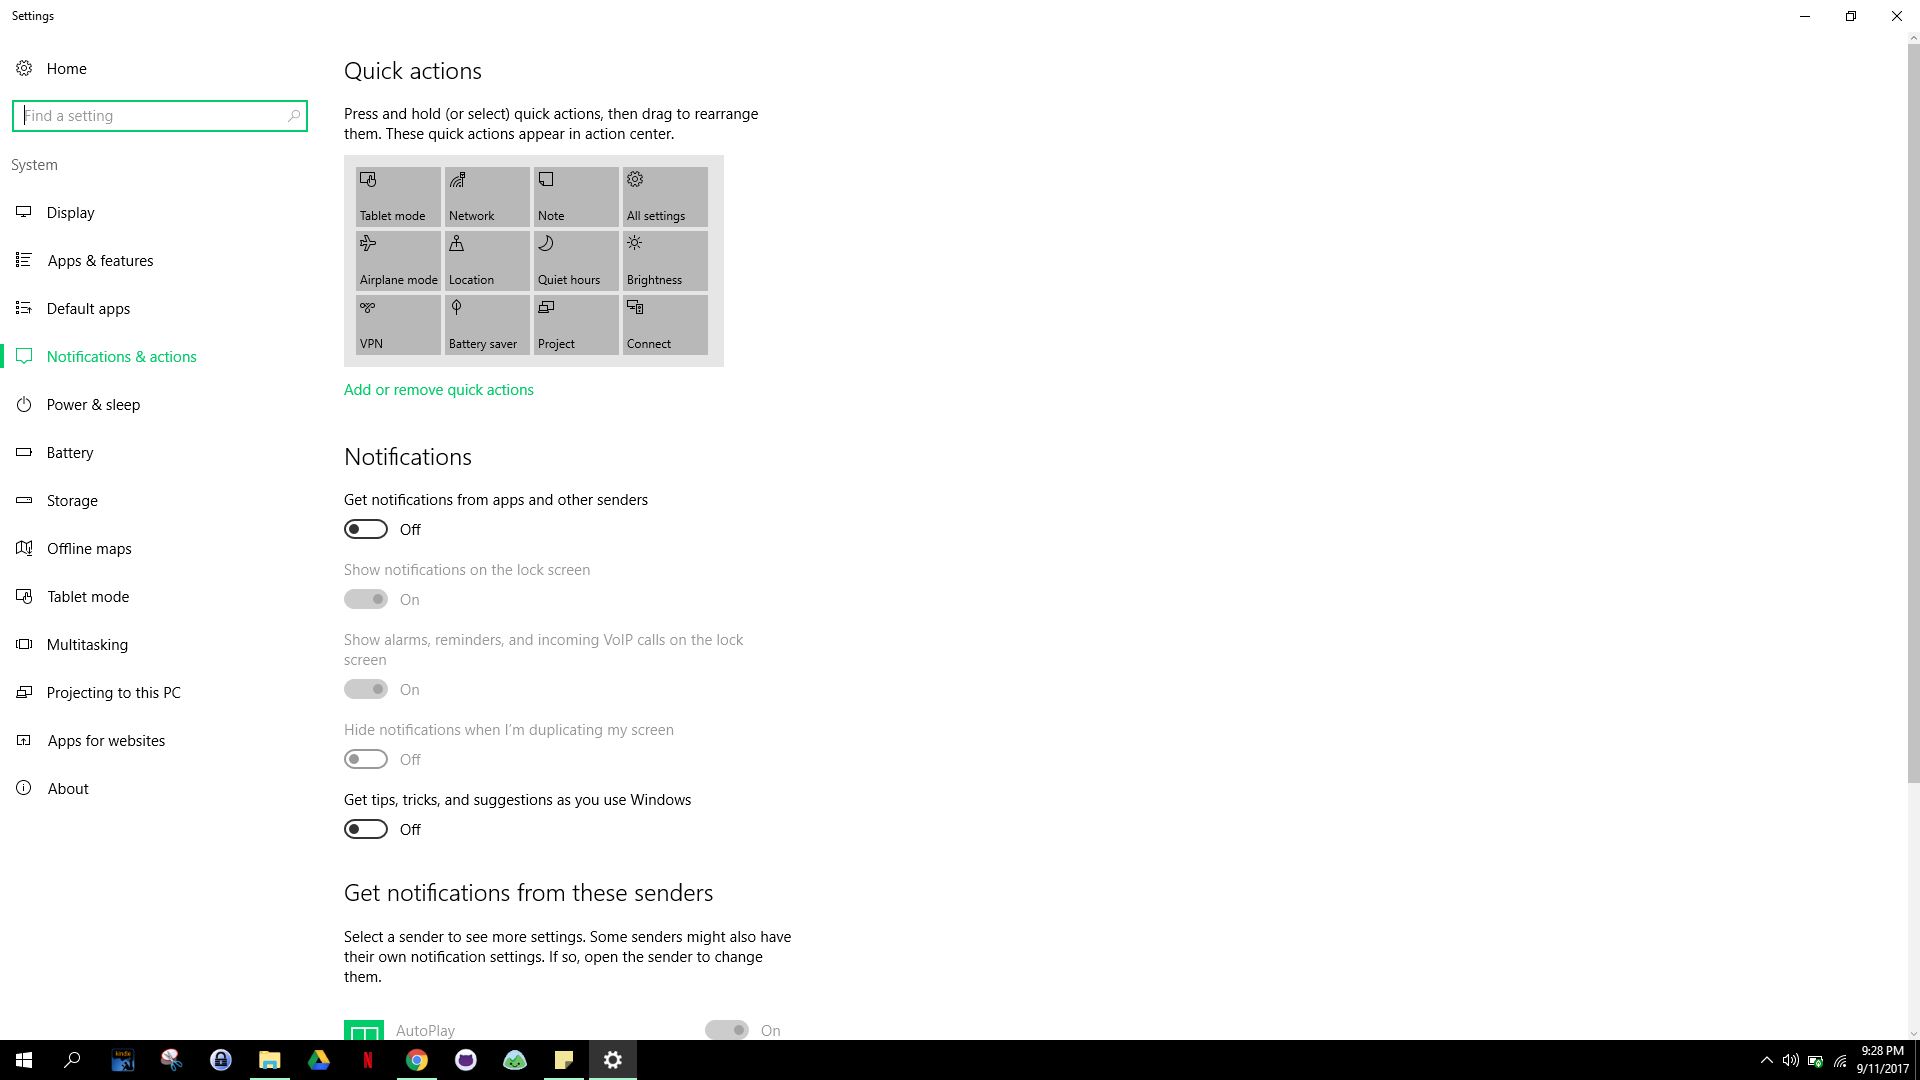 Settings
Home
Find a setting
System
Display
Apps & features
Default apps
Notifications & actions
Power & sleep
Battery
Storage
Offline maps
Tablet mode
Multitasking
Projecting to this PC
Apps for websites
About
Quick actions
Press and hold (or select) quick actions, then drag to rearrange
them. These quick actions appear in action center.
Tablet mode
Network
Note
All settings
Airplane mode
Location
Quiet hours
Brightness
VPN
Battery saver
Project
Connect
Add or remove quick actions
Notifications
Get notifications from apps and other senders
Off
Show notifications on the lock screen
On
Show alarms, reminders, and incoming VoIP calls on the lock
screen
On
Hide notifications when I'm duplicating my screen
Off
Get tips, tricks, and suggestions as you use Windows
Off
Get notifications from these senders
Select a sender to see more settings. Some senders might also have
their own notification settings. If so, open the sender to change
them.
AutoPlay
On
kindle
N
9:28 PM
9/11/2017